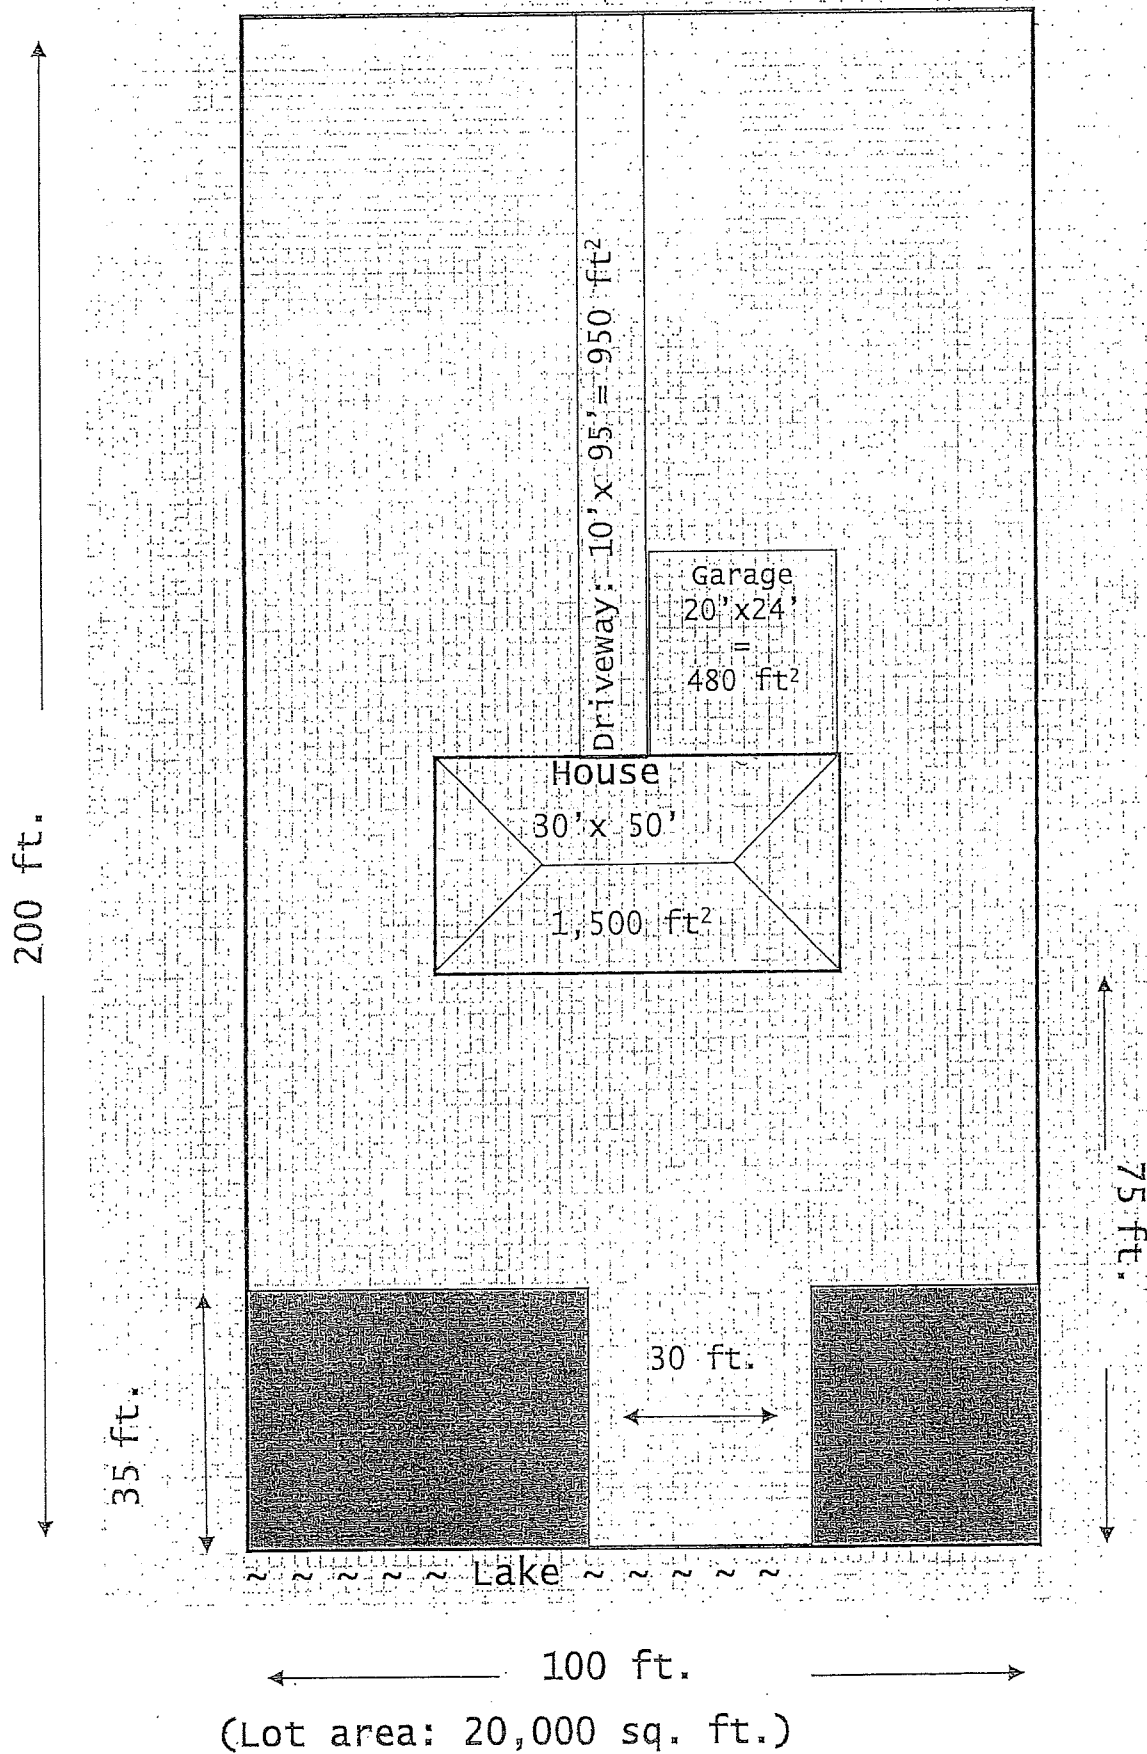 200 ft.
Driveway: 10'x 95'= 950 ft²
Garage
20'x24'
=
480 ft²
House
30'x 50'
1,500 ft²
75 ft.
35 ft.
30 ft.
~ ~ ~ ~ ~ Lake ~ ~ ~ ~ ~
100 ft.
(Lot area: 20,000 sq. ft.)